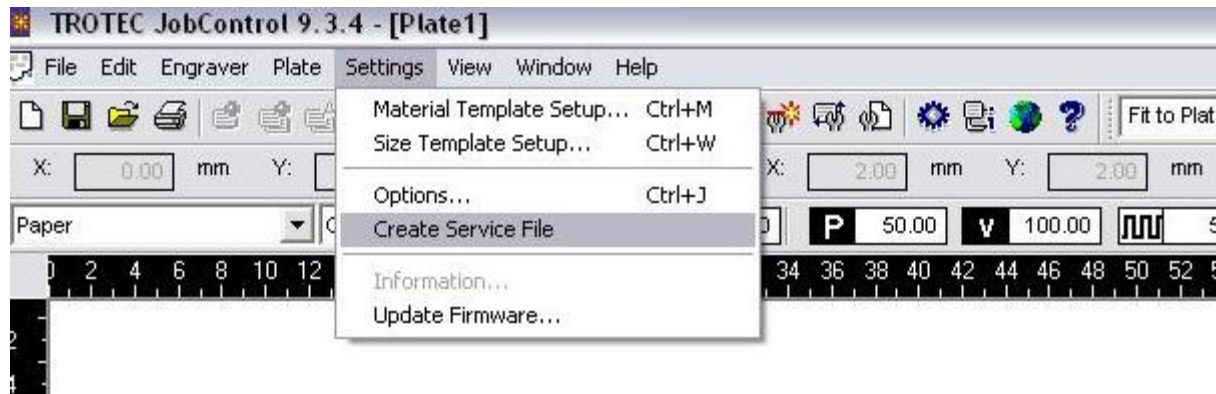 TROTEC JobControl 9.3.4 - [Plate1]
File Edit Engraver Plate Settings View Window Help
Material Template Setup... Ctrl+M
Size Template Setup... Ctrl+W
Options... Ctrl+J
Create Service File
Information...
Update Firmware...
Fit to Plat
X: 0.00 mm Y: X: 2.00 mm Y: 2.00 mm
Paper P 50.00 v 100.00 5
2 4 6 8 10 12 34 36 38 40 42 44 46 48 50 52
2
4